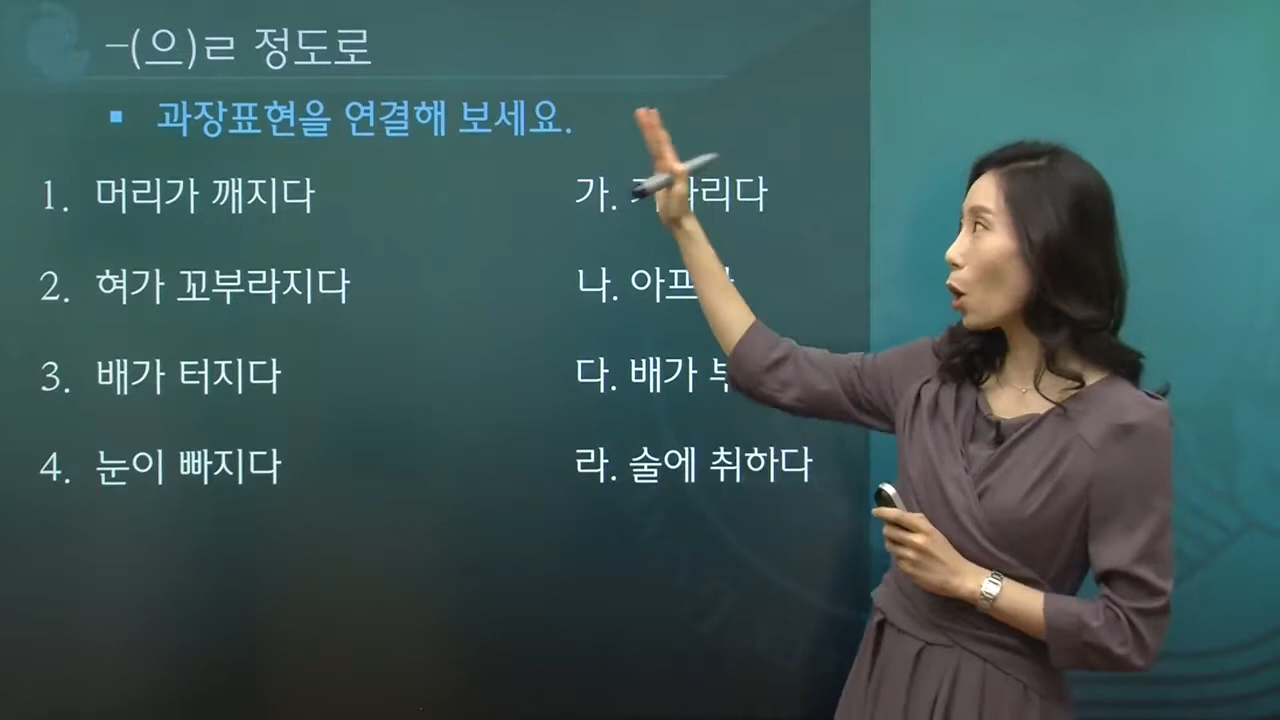 -(으)ㄹ 정도로
▪ 과장표현을 연결해 보세요.
1. 머리가 깨지다
가.
2. 혀가 꼬부라지다
나.
3. 배가 터지다
다. 배가
4. 눈이 빠지다
라. 술에 취하다